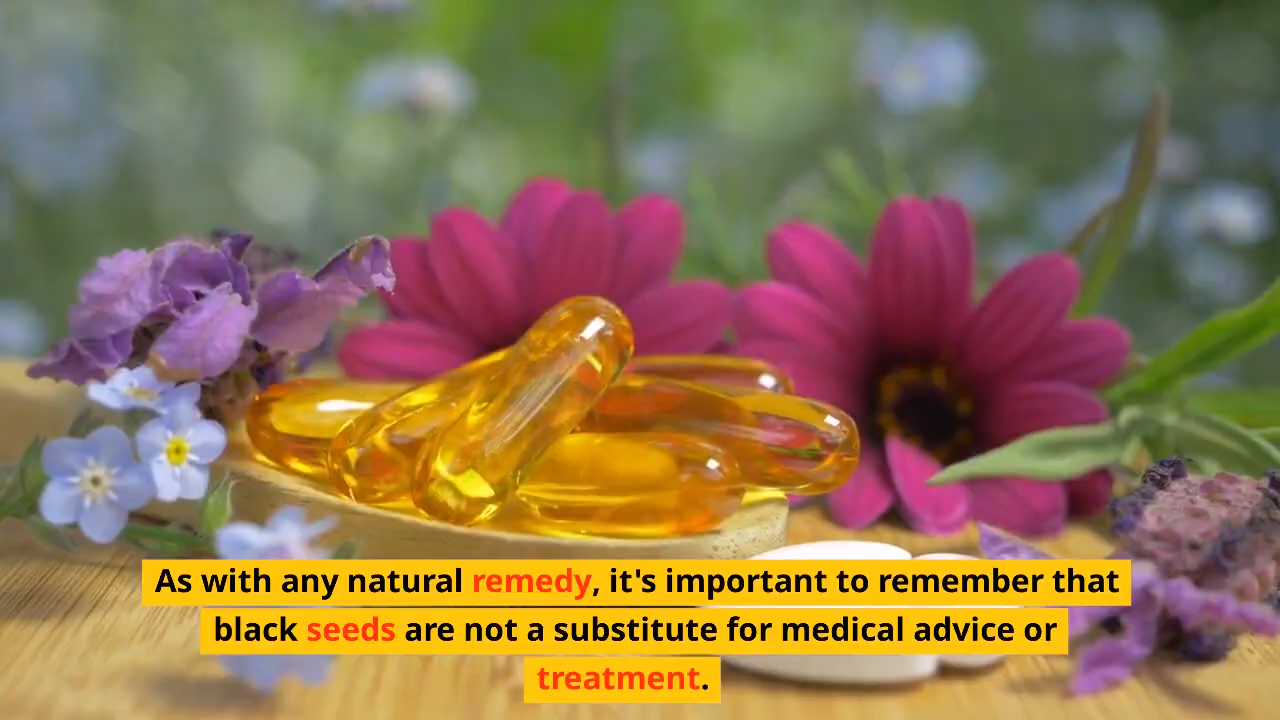 As with any natural remedy, it's important to remember that
black seeds are not a substitute for medical advice or
treatment.